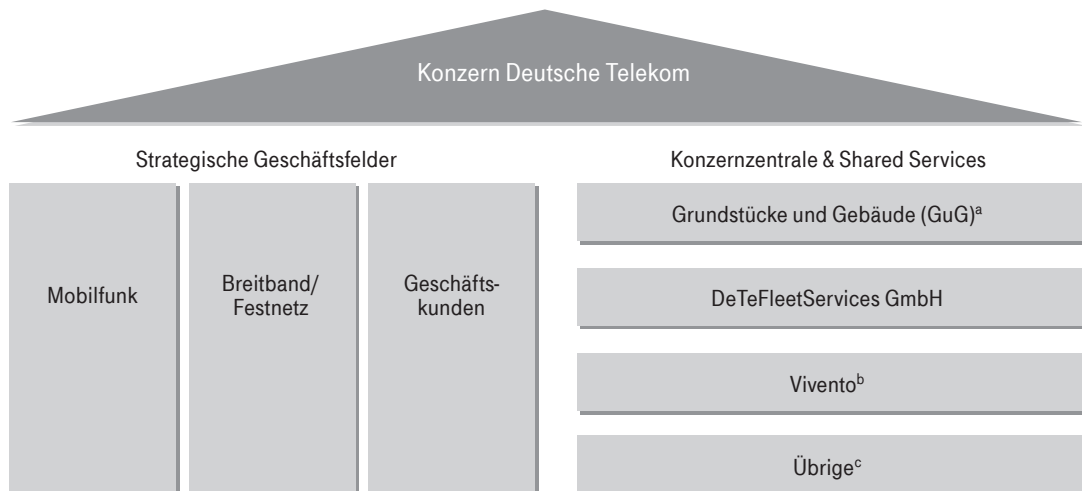 Konzern Deutsche Telekom
Strategische Geschäftsfelder
Mobilfunk
Breitband/
Festnetz
Geschäfts-
kunden
Konzernzentrale & Shared Services
Grundstücke und Gebäude (GuG)ᵃ
DeTeFleetServices GmbH
Viventoᵇ
Übrigeᶜ